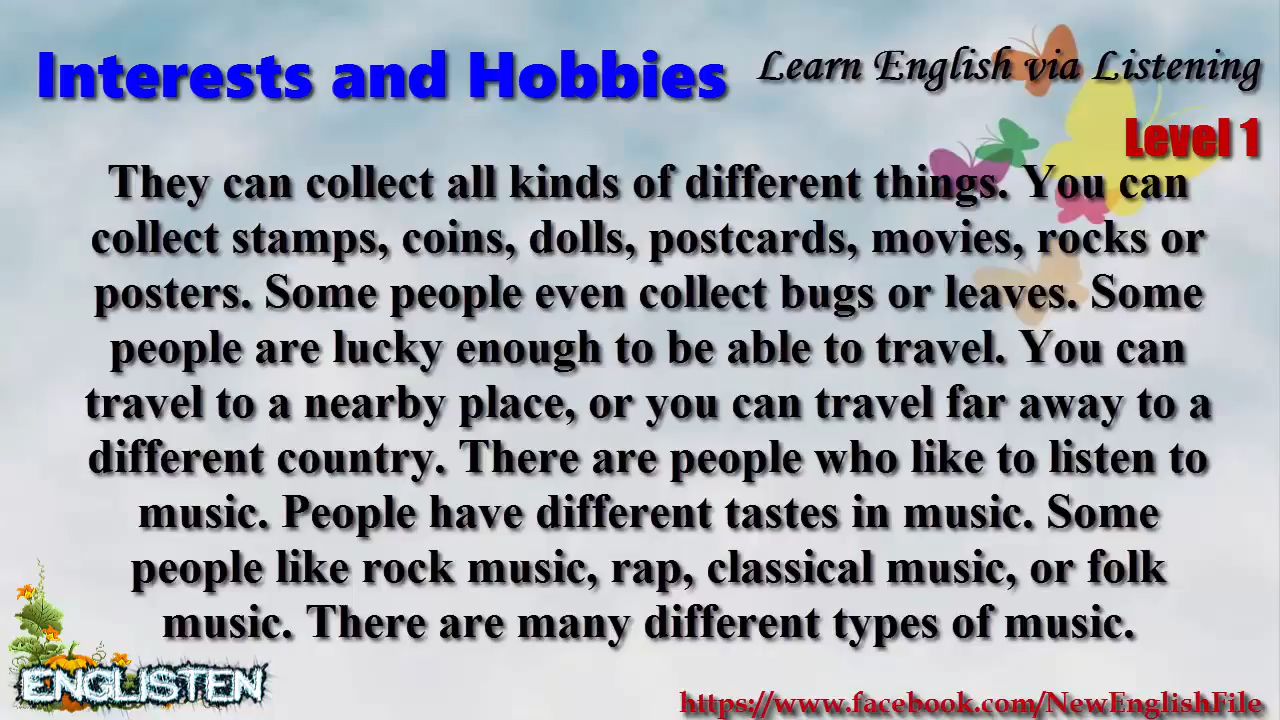 Interests and Hobbies
Learn English via Listening
Level 1
They can collect all kinds of different things. You can
collect stamps, coins, dolls, postcards, movies, rocks or
posters. Some people even collect bugs or leaves. Some
people are lucky enough to be able to travel. You can
travel to a nearby place, or you can travel far away to a
different country. There are people who like to listen to
music. People have different tastes in music. Some
people like rock music, rap, classical music, or folk
music. There are many different types of music.
ENGLISTEN
https://www.facebook.com/NewEnglishFile